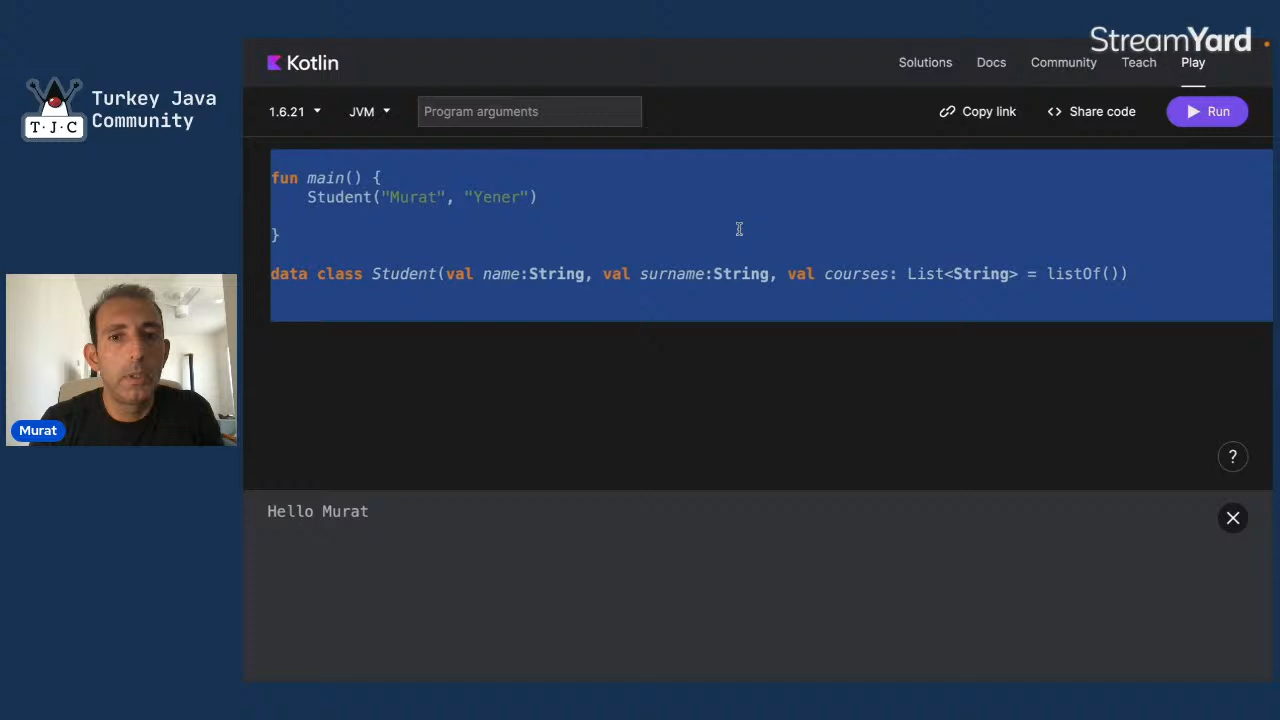 StreamYard
Kotlin
Solutions Docs Community Teach Play
Turkey Java
Community
T·J·C
1.6.21 JVM Program arguments Copy link Share code Run
fun main() {
    Student("Murat", "Yener")
}
data class Student(val name:String, val surname:String, val courses: List<String> = listOf())
Murat
?
Hello Murat